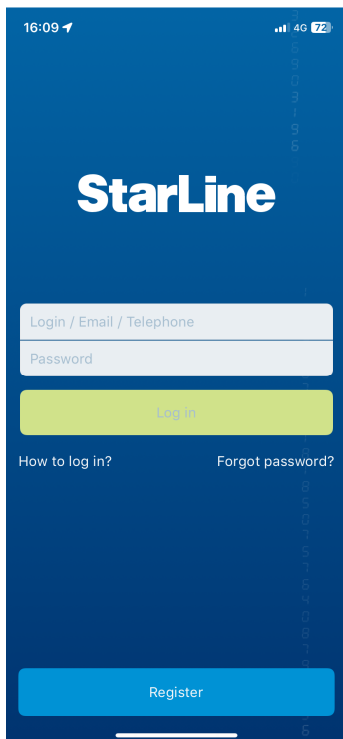 16:09
4G 72
StarLine
Login / Email / Telephone
Password
Log in
How to log in? Forgot password?
Register